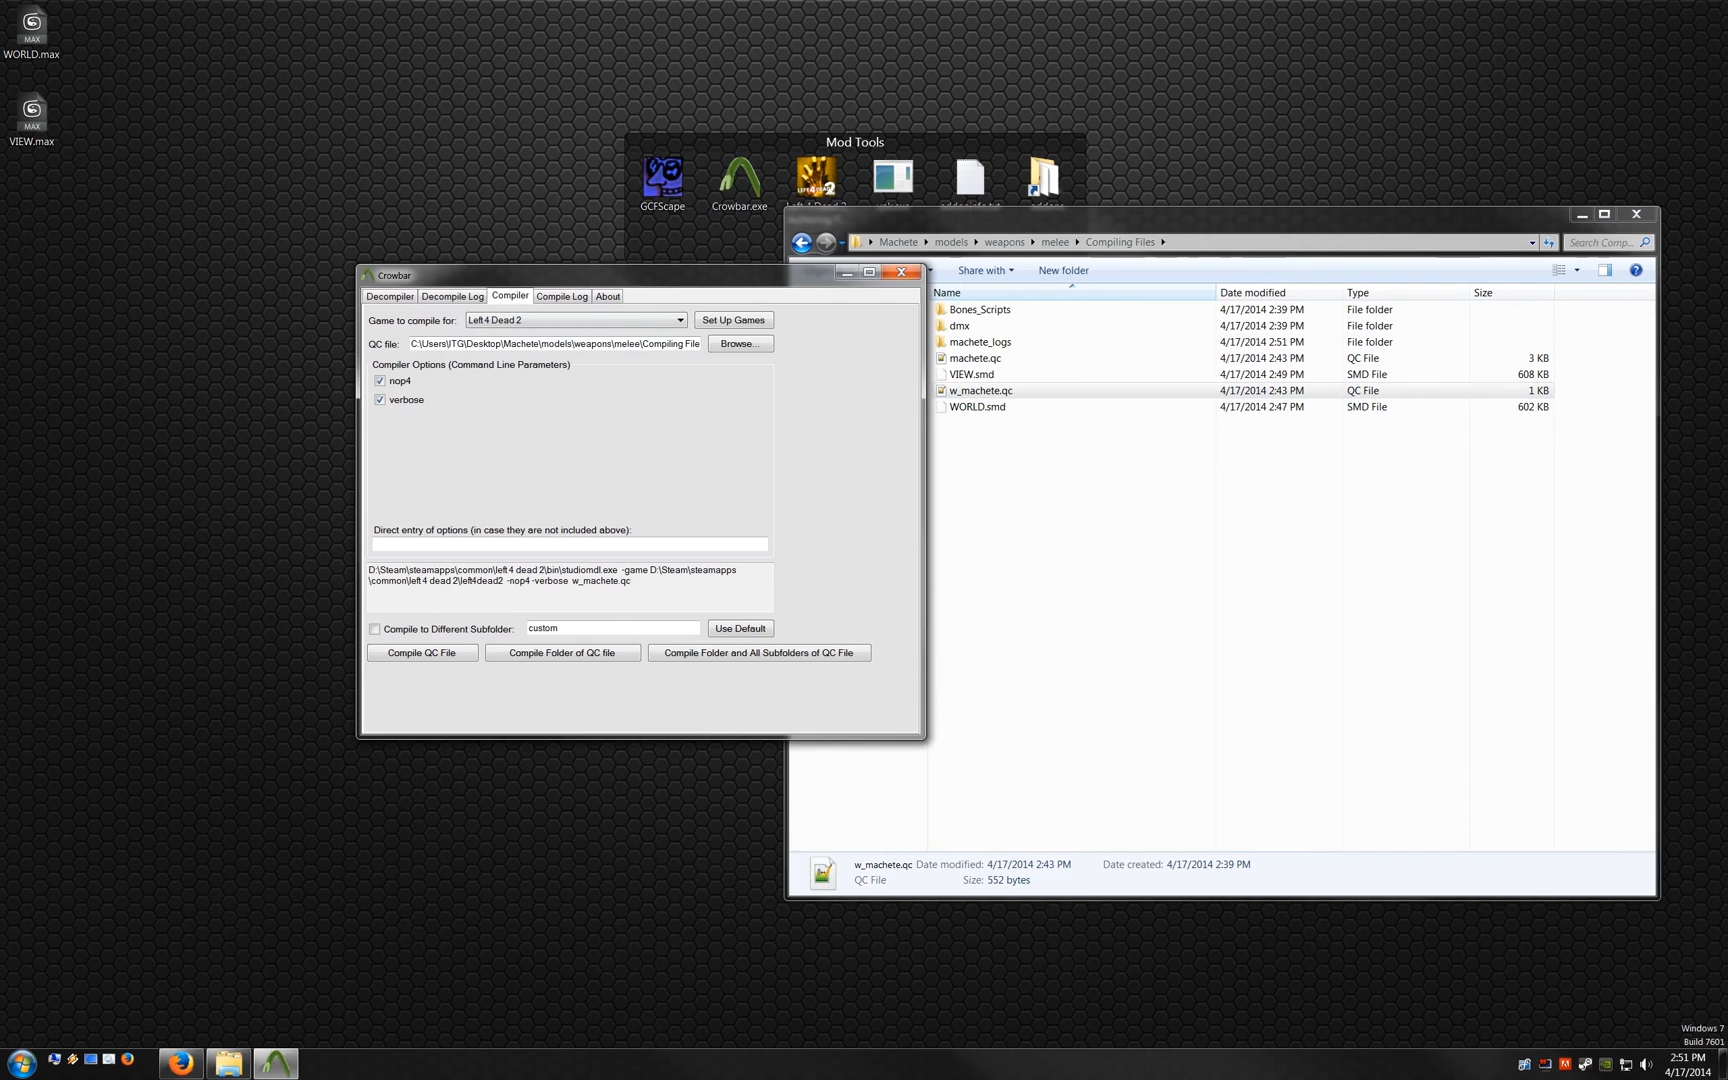 WORLD.max
VIEW.max
MAX
MAX
Mod Tools
GCFScape
Crowbar.exe
Machete
models
weapons
melee
Compiling Files
Search Comp...
Share with
New folder
Name
Date modified
Type
Size
Bones_Scripts
4/17/2014 2:39 PM
File folder
dmx
4/17/2014 2:39 PM
File folder
machete_logs
4/17/2014 2:51 PM
File folder
machete.qc
4/17/2014 2:43 PM
QC File
3 KB
VIEW.smd
4/17/2014 2:49 PM
SMD File
608 KB
w_machete.qc
4/17/2014 2:43 PM
QC File
1 KB
WORLD.smd
4/17/2014 2:47 PM
SMD File
602 KB
w_machete.qc
Date modified: 4/17/2014 2:43 PM
Date created: 4/17/2014 2:39 PM
QC File
Size: 552 bytes
Crowbar
Decompiler
Decompile Log
Compiler
Compile Log
About
Game to compile for:
Left 4 Dead 2
Set Up Games
QC file:
C:\Users\ITG\Desktop\Machete\models\weapons\melee\Compiling File
Browse...
Compiler Options (Command Line Parameters)
nop4
verbose
Direct entry of options (in case they are not included above):
D:\Steam\steamapps\common\left 4 dead 2\bin\studiomdl.exe -game D:\Steam\steamapps
\common\left 4 dead 2\left4dead2 -nop4 -verbose w_machete.qc
Compile to Different Subfolder:
custom
Use Default
Compile QC File
Compile Folder of QC file
Compile Folder and All Subfolders of QC File
Windows 7
Build 7601
2:51 PM
4/17/2014